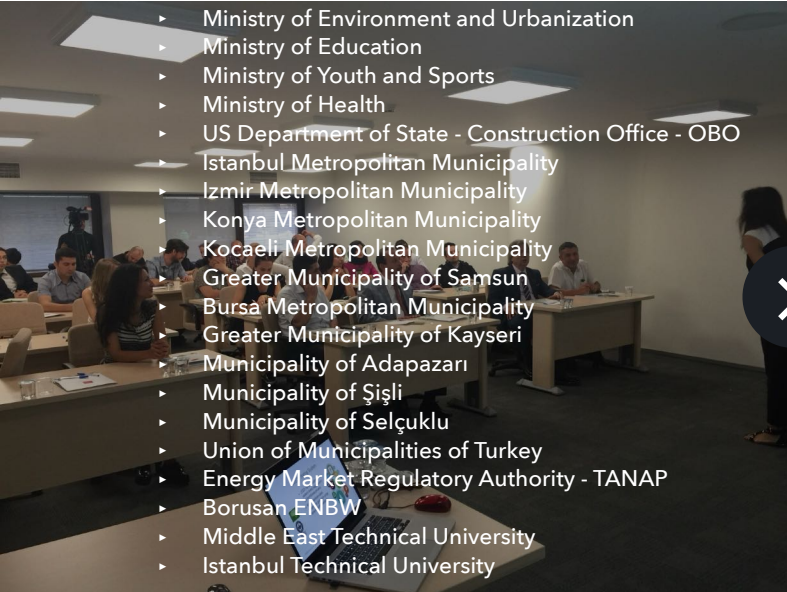 Ministry of Environment and Urbanization
Ministry of Education
Ministry of Youth and Sports
Ministry of Health
US Department of State - Construction Office - OBO
Istanbul Metropolitan Municipality
Izmir Metropolitan Municipality
Konya Metropolitan Municipality
Kocaeli Metropolitan Municipality
Greater Municipality of Samsun
Bursa Metropolitan Municipality
Greater Municipality of Kayseri
Municipality of Adapazarı
Municipality of Şişli
Municipality of Selçuklu
Union of Municipalities of Turkey
Energy Market Regulatory Authority - TANAP
Borusan ENBW
Middle East Technical University
Istanbul Technical University